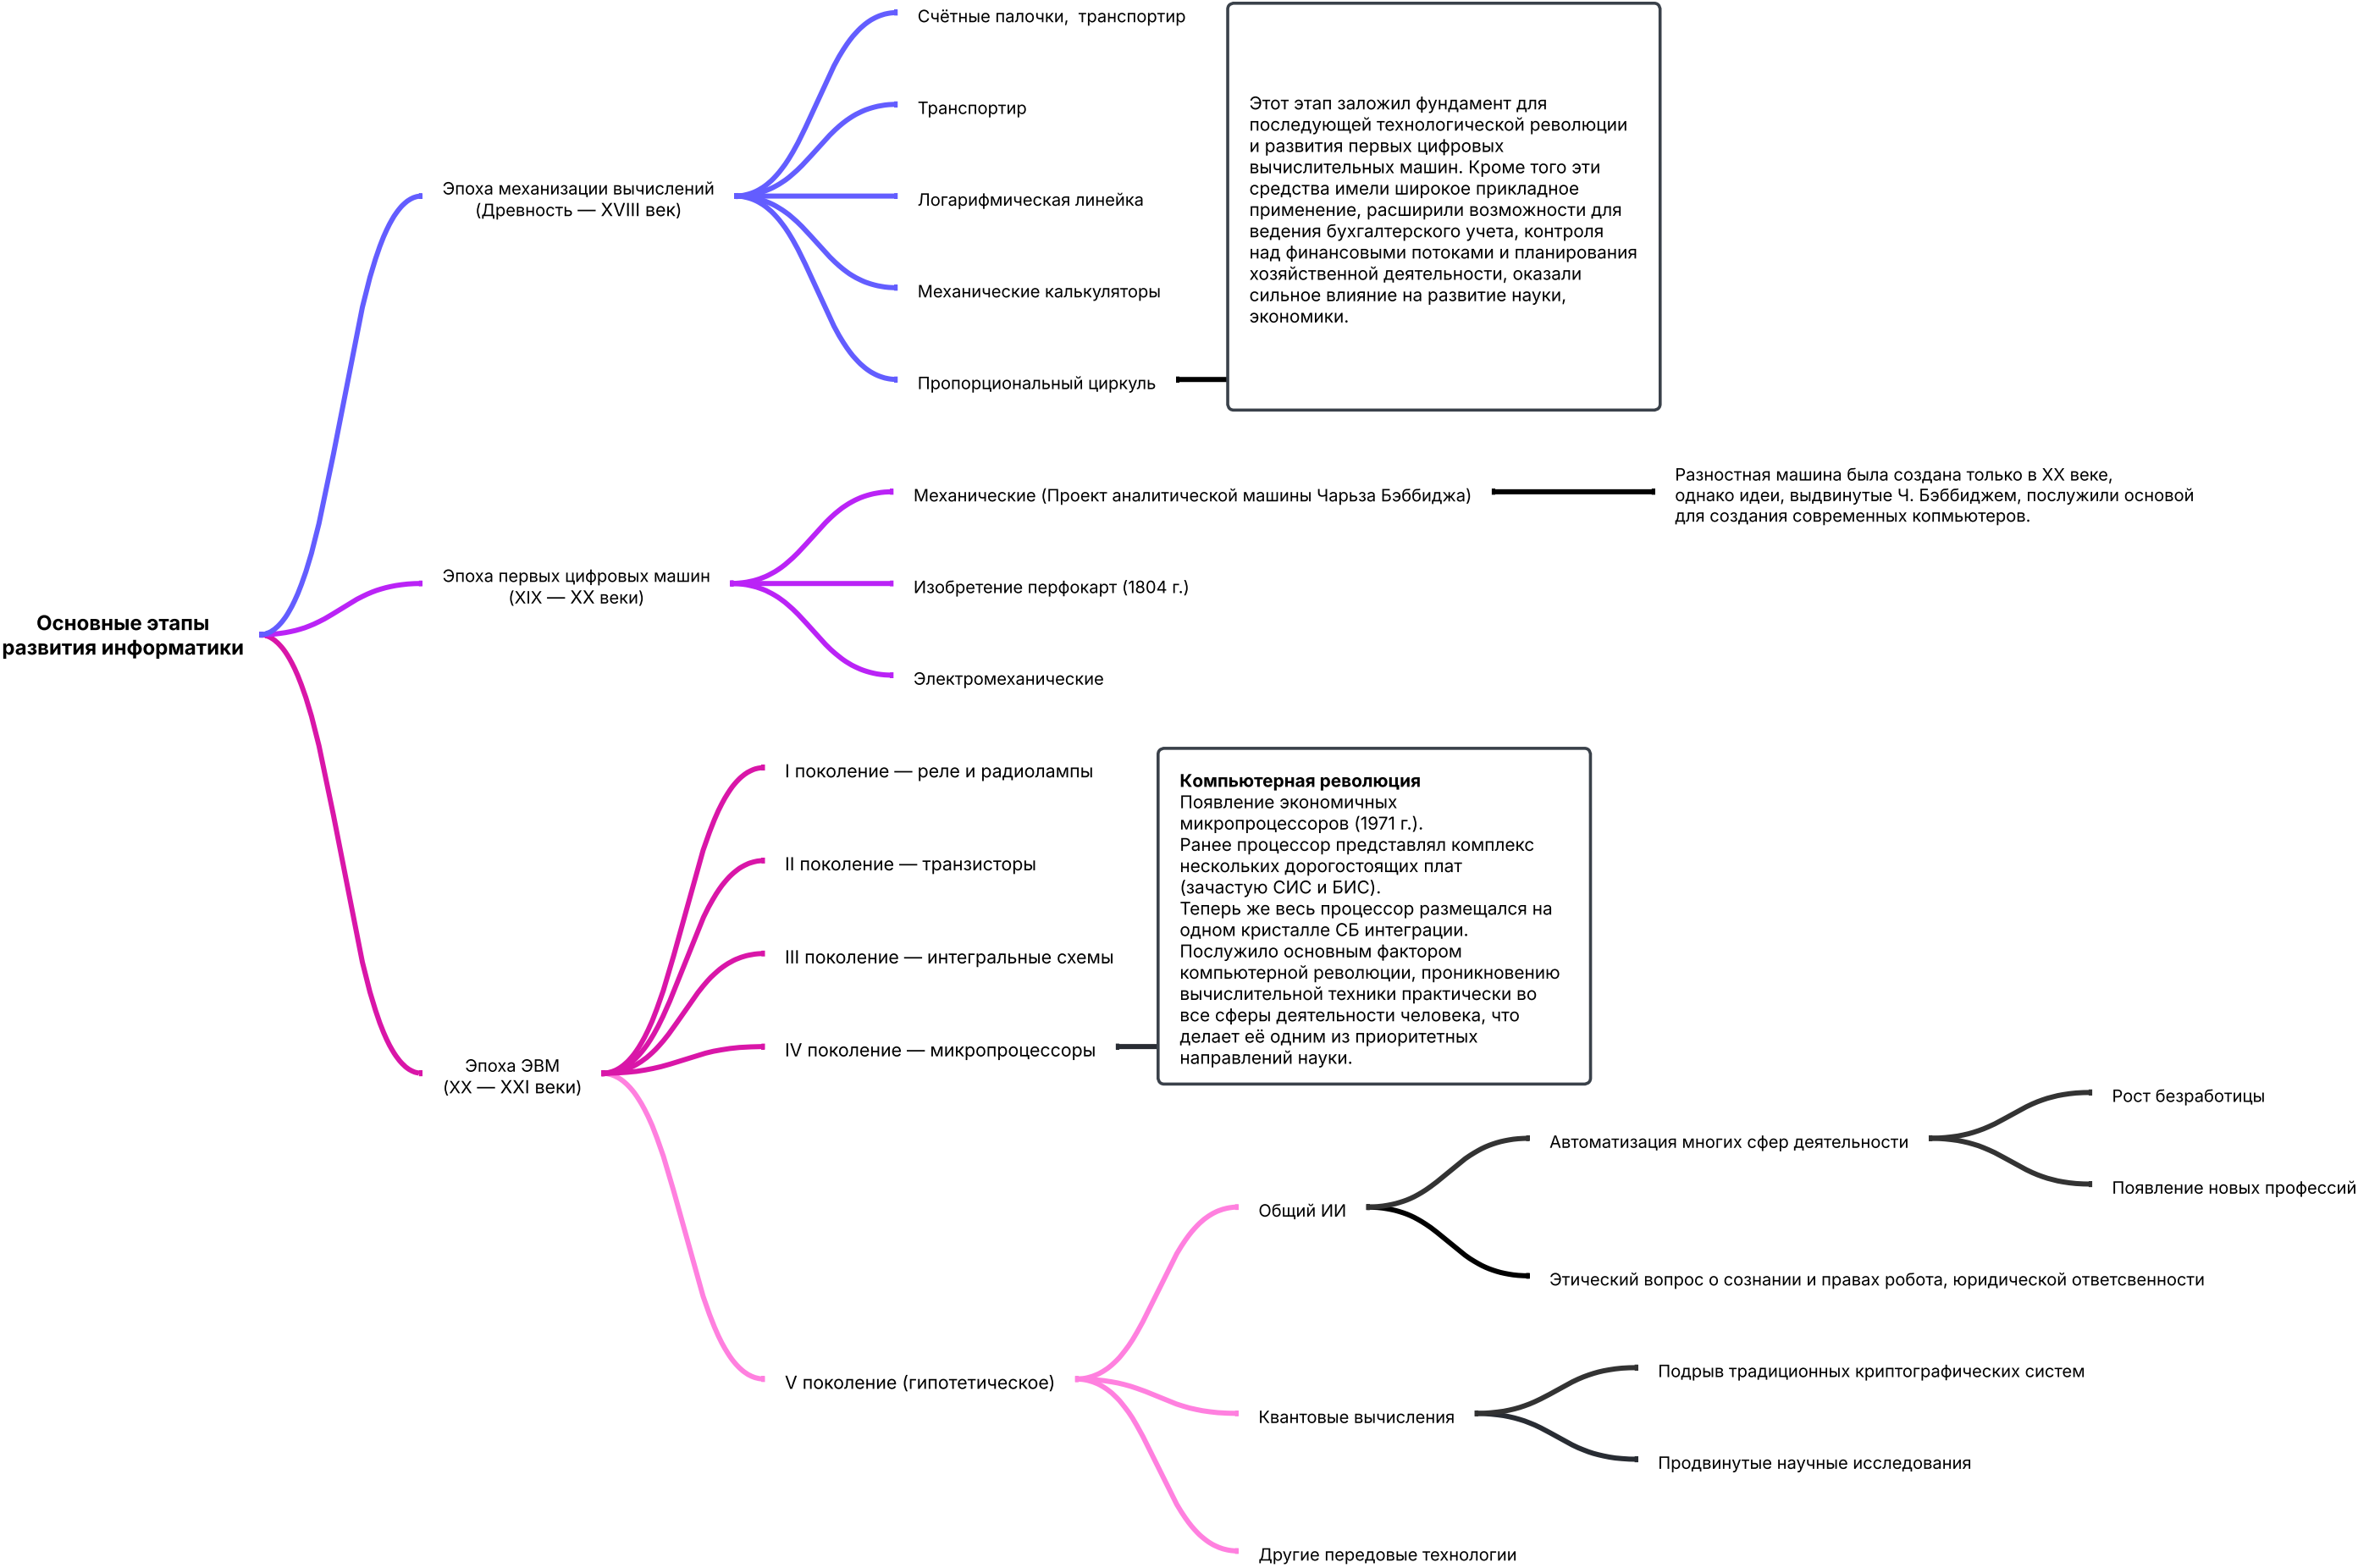 Основные этапы
развития информатики
Эпоха механизации вычислений
(Древность — XVIII век)
Счётные палочки,  транспортир
Транспортир
Логарифмическая линейка
Механические калькуляторы
Пропорциональный циркуль
Этот этап заложил фундамент для
последующей технологической революции
и развития первых цифровых
вычислительных машин. Кроме того эти
средства имели широкое прикладное
применение, расширили возможности для
ведения бухгалтерского учета, контроля
над финансовыми потоками и планирования
хозяйственной деятельности, оказали
сильное влияние на развитие науки,
экономики.
Эпоха первых цифровых машин
(XIX — XX веки)
Механические (Проект аналитической машины Чарьза Бэббиджа)
Разностная машина была создана только в XX веке,
однако идеи, выдвинутые Ч. Бэббиджем, послужили основой
для создания современных копмьютеров.
Изобретение перфокарт (1804 г.)
Электромеханические
Эпоха ЭВМ
(XX — XXI веки)
I поколение — реле и радиолампы
II поколение — транзисторы
III поколение — интегральные схемы
IV поколение — микропроцессоры
Компьютерная революция
Появление экономичных
микропроцессоров (1971 г.).
Ранее процессор представлял комплекс
нескольких дорогостоящих плат
(зачастую СИС и БИС).
Теперь же весь процессор размещался на
одном кристалле СБ интеграции.
Послужило основным фактором
компьютерной революции, проникновению
вычислительной техники практически во
все сферы деятельности человека, что
делает её одним из приоритетных
направлений науки.
V поколение (гипотетическое)
Общий ИИ
Автоматизация многих сфер деятельности
Рост безработицы
Появление новых профессий
Этический вопрос о сознании и правах робота, юридической ответсвенности
Квантовые вычисления
Подрыв традиционных криптографических систем
Продвинутые научные исследования
Другие передовые технологии